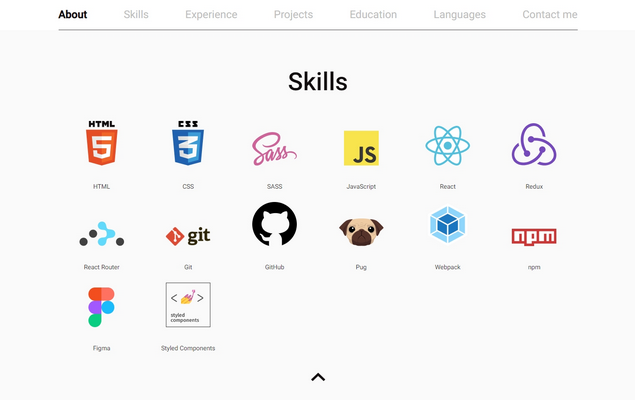 About Skills Experience Projects Education Languages Contact me
Skills
HTML CSS
5 3 Sass JS
HTML CSS SASS JavaScript React Redux
git npm
React Router Git GitHub Pug Webpack npm
< >
styled
components
Figma Styled Components